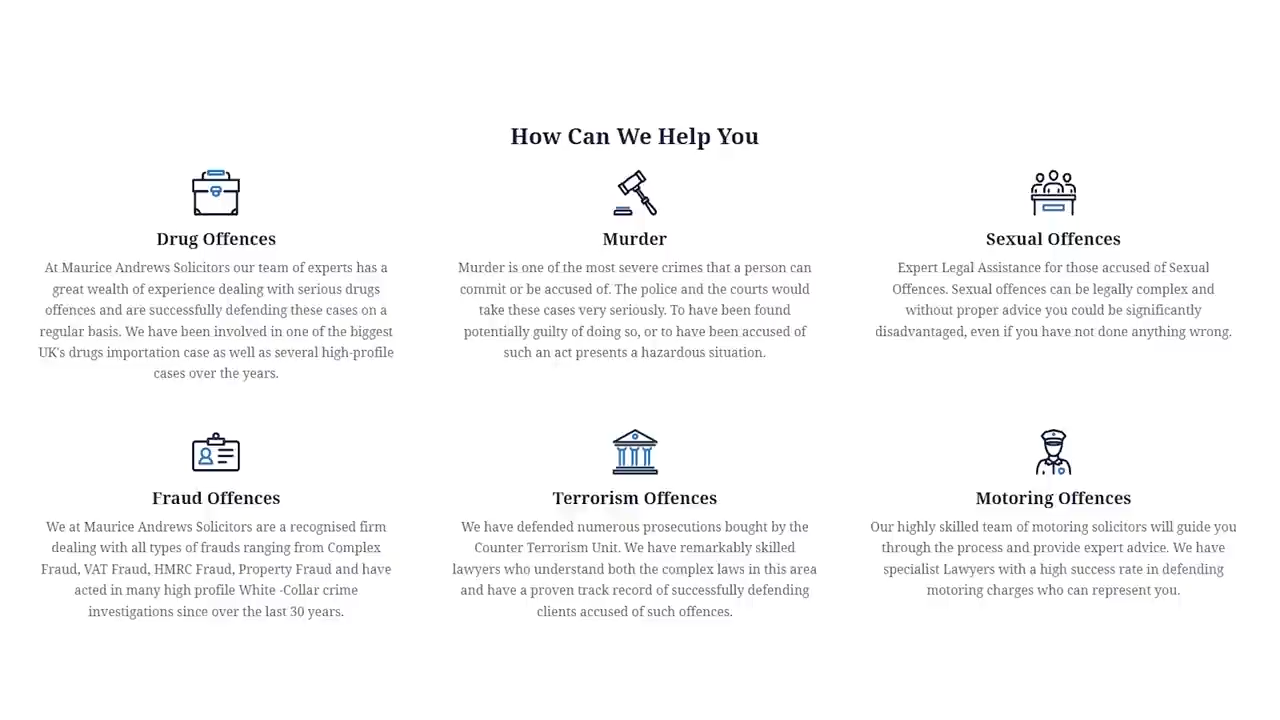 How Can We Help You
Drug Offences
At Maurice Andrews Solicitors our team of experts has a
great wealth of experience dealing with serious drugs
offences and are successfully defending these cases on a
regular basis. We have been involved in one of the biggest
UK's drugs importation case as well as several high-profile
cases over the years.
Murder
Murder is one of the most severe crimes that a person can
commit or be accused of. The police and the courts would
take these cases very seriously. To have been found
potentially guilty of doing so, or to have been accused of
such an act presents a hazardous situation.
Sexual Offences
Expert Legal Assistance for those accused of Sexual
Offences. Sexual offences can be legally complex and
without proper advice you could be significantly
disadvantaged, even if you have not done anything wrong.
Fraud Offences
We at Maurice Andrews Solicitors are a recognised firm
dealing with all types of frauds ranging from Complex
Fraud, VAT Fraud, HMRC Fraud, Property Fraud and have
acted in many high profile White -Collar crime
investigations since over the last 30 years.
Terrorism Offences
We have defended numerous prosecutions bought by the
Counter Terrorism Unit. We have remarkably skilled
lawyers who understand both the complex laws in this area
and have a proven track record of successfully defending
clients accused of such offences.
Motoring Offences
Our highly skilled team of motoring solicitors will guide you
through the process and provide expert advice. We have
specialist Lawyers with a high success rate in defending
motoring charges who can represent you.